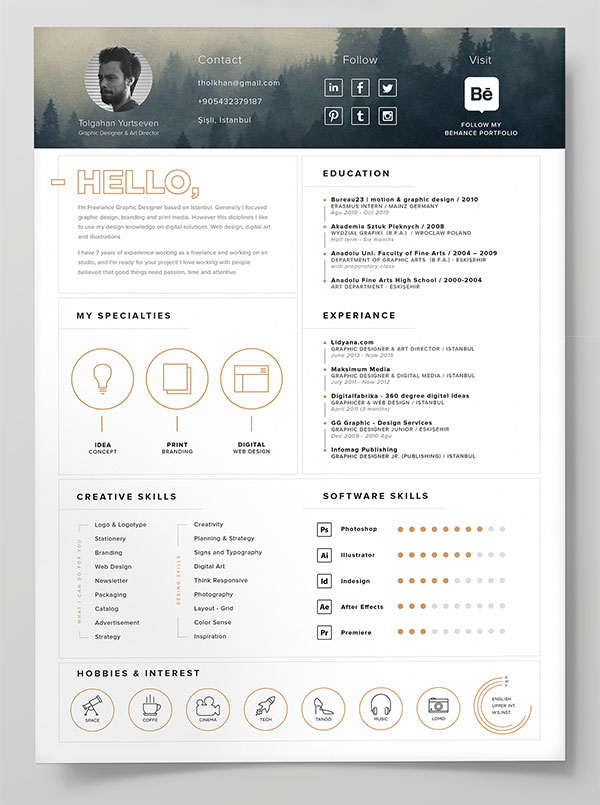 Contact
Follow
Visit
tholkhan@gmail.com
+905432379187
Şişli, Istanbul
in
f
P
t
Bē
FOLLOW MY
BEHANCE PORTFOLIO
Tolgahan Yurtseven
Graphic Designer & Art Director
- HELLO,
I'm Freelance Graphic Designer based on Istanbul. Generally I focused
graphic design, branding and print media. However this diciplines I like
to use my design knowledge on digital solutions. Web design, digital art
and illustrations
I have 7 years of experience working as a freelance and working on an
studio, and I'm ready for your project! I love working with people
believed that good things need passion, time and attentive.
EDUCATION
Bureau23 | motion & graphic design / 2010
ERASMUS INTERN / MAINZ GERMANY
Agu 2010 - Oct 2010
Akademia Sztuk Pięknych / 2008
WYDZIAŁ GRAFIKI (B.F.A.) / WROCLAW POLAND
Half term - Six months
Anadolu Uni. Faculty of Fine Arts / 2004 – 2009
DEPARTMENT OF GRAPHIC ARTS (B.F.A.) - ESKIŞEHIR
with preparatory class
Anadolu Fine Arts High School / 2000-2004
ART DEPARTMENT - ESKIŞEHIR
MY SPECIALTIES
IDEA
CONCEPT
PRINT
BRANDING
DIGITAL
WEB DESIGN
EXPERIANCE
Lidyana.com
GRAPHIC DESIGNER & ART DIRECTOR / ISTANBUL
June 2013 - Now 2015
Maksimum Media
GRAPHIC DESIGNER & DIGITAL MEDIA / ISTANBUL
July 2011 - Now 2012
Digitalfabrika - 360 degree digital ideas
GRAPHICER & WEB DESIGN / ISTANBUL
April 2011 (3 months)
GG Graphic - Design Services
GRAPHIC DESIGNER JUNIOR / ESKIŞEHIR
Dec 2009 - 2010 Agu
Infomag Publishing
GRAPHIC DESIGNER JR. (PUBLISHING) / ISTANBUL
CREATIVE SKILLS
WHAT I CAN DO FOR YOU
Logo & Logotype
Stationery
Branding
Web Design
Newsletter
Packaging
Catalog
Advertisement
Strategy
DESING SKILLS
Creativity
Planning & Strategy
Signs and Typography
Digital Art
Think Responsive
Photography
Layout - Grid
Color Sense
Inspiration
SOFTWARE SKILLS
Ps Photoshop
Ai Illustrator
Id Indesign
Ae After Effects
Pr Premiere
HOBBIES & INTEREST
SPACE
COFFE
CINEMA
TECH
TANGO
MUSIC
LOMO
ENGLISH
UPPER INT.
W.S.INST.